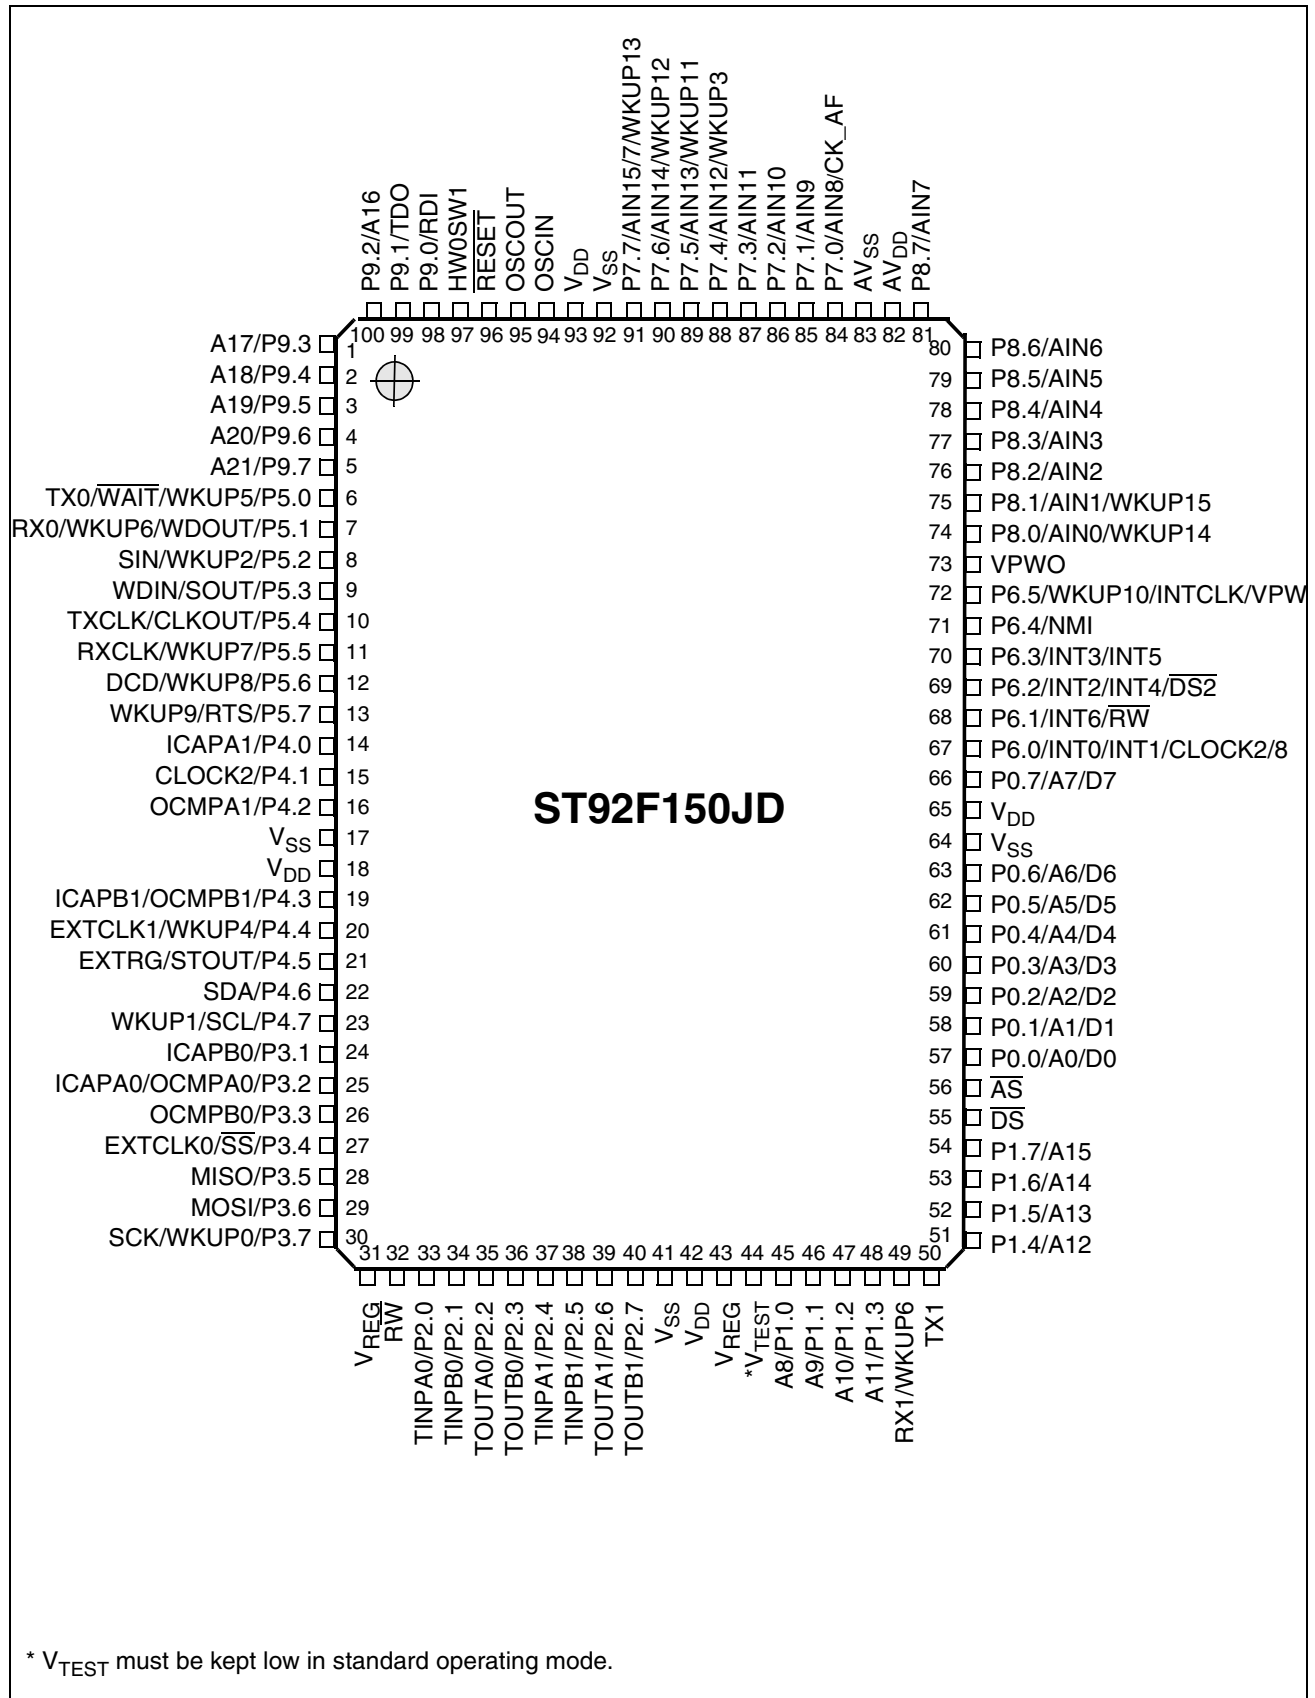 P9.2/A16
P9.1/TDO
P9.0/RDI
HW0SW1
RESET
OSCOUT
OSCIN
VDD
VSS
P7.7/AIN15/7/WKUP13
P7.6/AIN14/WKUP12
P7.5/AIN13/WKUP11
P7.4/AIN12/WKUP3
P7.3/AIN11
P7.2/AIN10
P7.1/AIN9
P7.0/AIN8/CK_AF
AVSS
AVDD
P8.7/AIN7
100 99 98 97 96 95 94 93 92 91 90 89 88 87 86 85 84 83 82 81
A17/P9.3 1
A18/P9.4 2
A19/P9.5 3
A20/P9.6 4
A21/P9.7 5
TX0/WAIT/WKUP5/P5.0 6
RX0/WKUP6/WDOUT/P5.1 7
SIN/WKUP2/P5.2 8
WDIN/SOUT/P5.3 9
TXCLK/CLKOUT/P5.4 10
RXCLK/WKUP7/P5.5 11
DCD/WKUP8/P5.6 12
WKUP9/RTS/P5.7 13
ICAPA1/P4.0 14
CLOCK2/P4.1 15
OCMPA1/P4.2 16
VSS 17
VDD 18
ICAPB1/OCMPB1/P4.3 19
EXTCLK1/WKUP4/P4.4 20
EXTRG/STOUT/P4.5 21
SDA/P4.6 22
WKUP1/SCL/P4.7 23
ICAPB0/P3.1 24
ICAPA0/OCMPA0/P3.2 25
OCMPB0/P3.3 26
EXTCLK0/SS/P3.4 27
MISO/P3.5 28
MOSI/P3.6 29
SCK/WKUP0/P3.7 30
ST92F150JD
80 P8.6/AIN6
79 P8.5/AIN5
78 P8.4/AIN4
77 P8.3/AIN3
76 P8.2/AIN2
75 P8.1/AIN1/WKUP15
74 P8.0/AIN0/WKUP14
73 VPWO
72 P6.5/WKUP10/INTCLK/VPW
71 P6.4/NMI
70 P6.3/INT3/INT5
69 P6.2/INT2/INT4/DS2
68 P6.1/INT6/RW
67 P6.0/INT0/INT1/CLOCK2/8
66 P0.7/A7/D7
65 VDD
64 VSS
63 P0.6/A6/D6
62 P0.5/A5/D5
61 P0.4/A4/D4
60 P0.3/A3/D3
59 P0.2/A2/D2
58 P0.1/A1/D1
57 P0.0/A0/D0
56 AS
55 DS
54 P1.7/A15
53 P1.6/A14
52 P1.5/A13
51 P1.4/A12
31 32 33 34 35 36 37 38 39 40 41 42 43 44 45 46 47 48 49 50
VREG
RW
TINPA0/P2.0
TINPB0/P2.1
TOUTA0/P2.2
TOUTB0/P2.3
TINPA1/P2.4
TINPB1/P2.5
TOUTA1/P2.6
TOUTB1/P2.7
VSS
VDD
VREG
*VTEST
A8/P1.0
A9/P1.1
A10/P1.2
A11/P1.3
RX1/WKUP6
TX1
* VTEST must be kept low in standard operating mode.